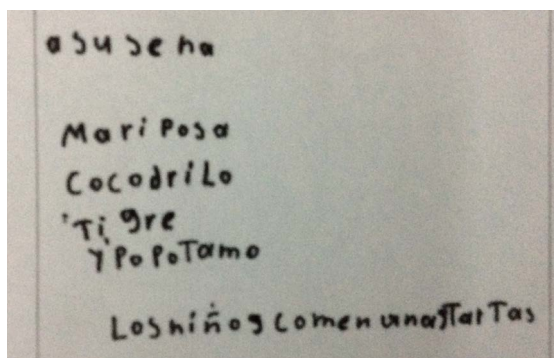 asusena
MariPosa
CocodriLo
Tigre
YPoPoTamo
LosniñoscomenunasTarTas